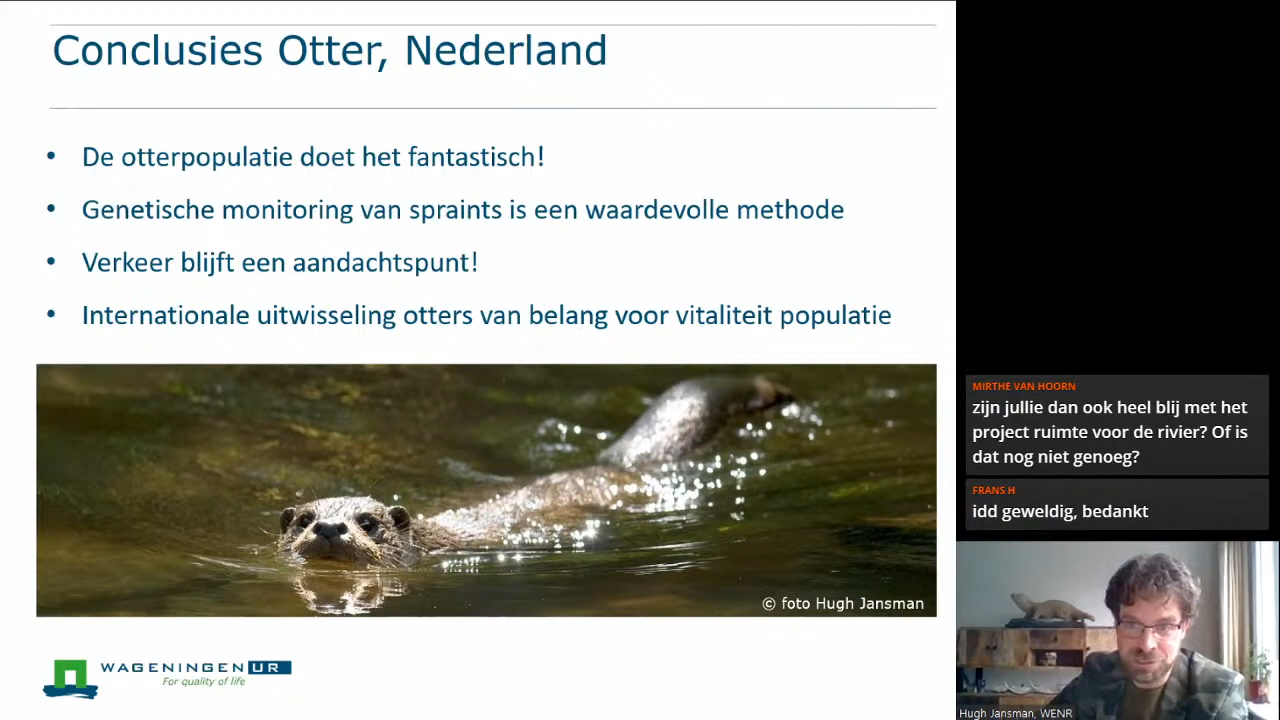 Conclusies Otter, Nederland
• De otterpopulatie doet het fantastisch!
• Genetische monitoring van spraints is een waardevolle methode
• Verkeer blijft een aandachtspunt!
• Internationale uitwisseling otters van belang voor vitaliteit populatie
© foto Hugh Jansman
WAGENINGEN UR
For quality of life
MIRTHE VAN HOORN
zijn jullie dan ook heel blij met het
project ruimte voor de rivier? Of is
dat nog niet genoeg?
FRANS H
idd geweldig, bedankt
Hugh Jansman, WENR